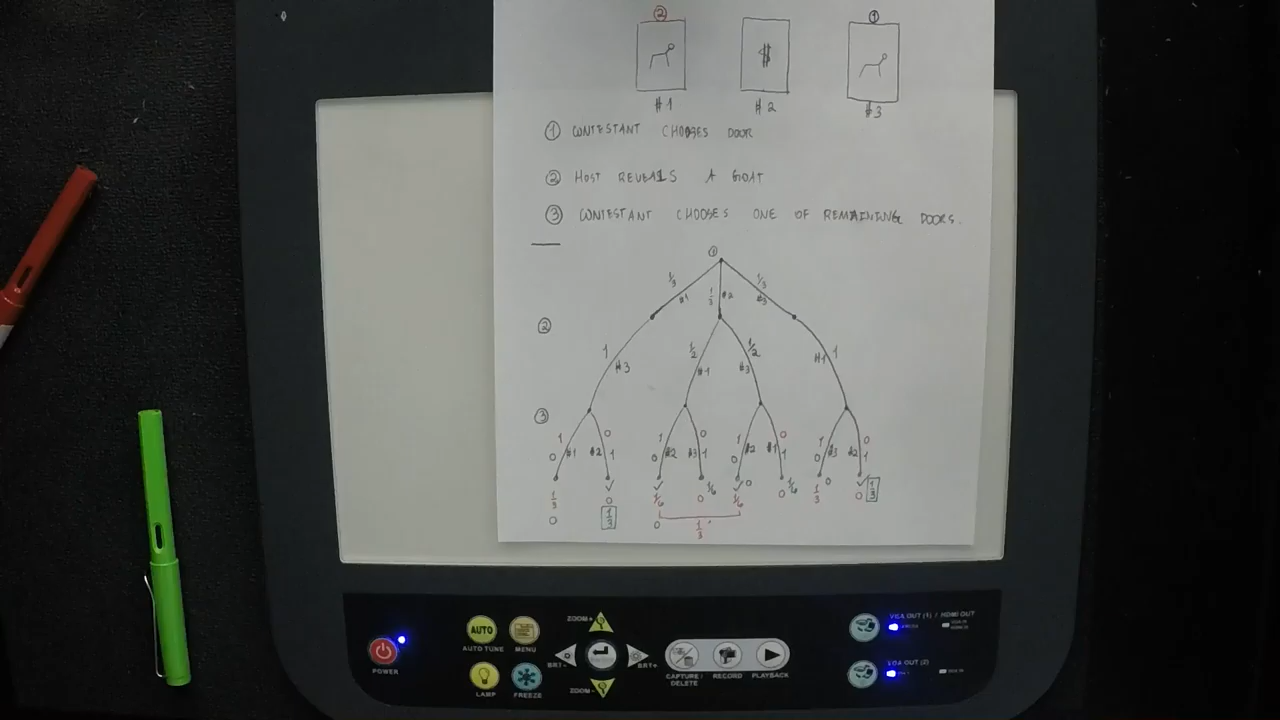 ② ①
$
#1 #2 #3
① CONTESTANT CHOOSES DOOR
② HOST REVEALS A GOAT
③ CONTESTANT CHOOSES ONE OF REMAINING DOORS.
①
1/3 #1 1/3 #2 1/3 #3
②
1 #3 1/2 #1 1/2 #3 #1 1
③
1 0 1 0 1 0 1 0
0 #1 #2 1 0 #2 #3 1 0 #2 #1 1 0 #3 #2 1
✓ ✓ 1/6 ✓ 0 1/6 0 ✓
1/3 0 1/6 0 1/6 0 1/3 0 1/3
0 1/3 0 1/3
ZOOM+
AUTO
AUTO TUNE MENU
BRT- BRT+
POWER
LAMP FREEZE
ZOOM-
CAPTURE / DELETE RECORD PLAYBACK
VGA OUT (1) / HDMI OUT
VGA OUT (2)